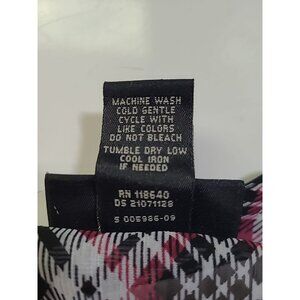 MACHINE WASH
COLD GENTLE
CYCLE WITH
LIKE COLORS
DO NOT BLEACH
TUMBLE DRY LOW
COOL IRON
IF NEEDED
RN 118640
DS 21071128
S 005986-09